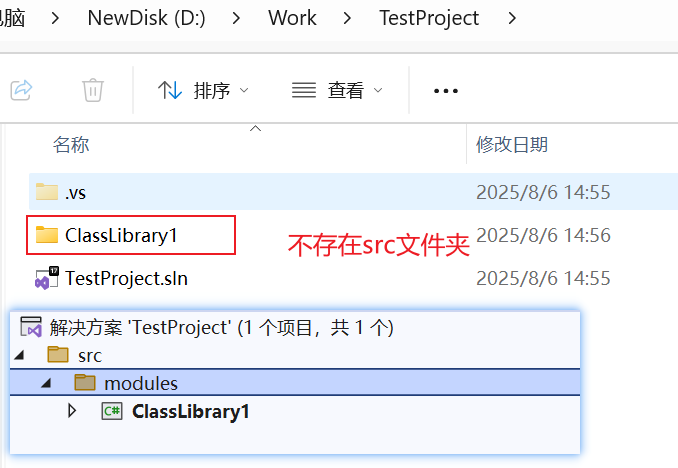 电脑 > NewDisk (D:) > Work > TestProject >
排序 查看 •••
名称 修改日期
.vs 2025/8/6 14:55
ClassLibrary1 不存在src文件夹 2025/8/6 14:56
TestProject.sln 2025/8/6 14:55
解决方案 'TestProject' (1 个项目，共 1 个)
src
modules
C# ClassLibrary1